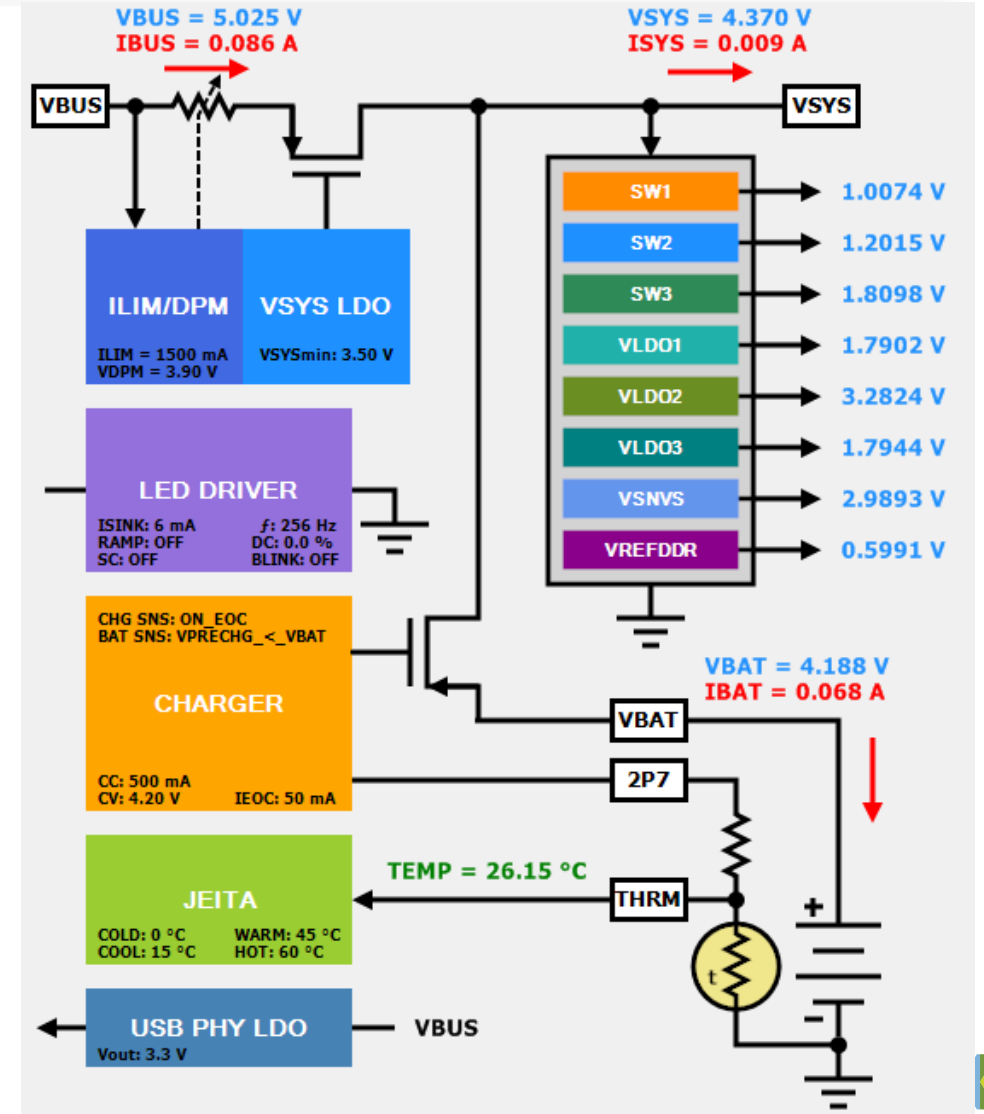 VBUS = 5.025 V
IBUS = 0.086 A
VSYS = 4.370 V
ISYS = 0.009 A
VBUS
VSYS
SW1
1.0074 V
SW2
1.2015 V
SW3
1.8098 V
VLDO1
1.7902 V
VLDO2
3.2824 V
VLDO3
1.7944 V
VSNVS
2.9893 V
VREFDDR
0.5991 V
ILIM/DPM
ILIM = 1500 mA
VDPM = 3.90 V
VSYS LDO
VSYSmin: 3.50 V
LED DRIVER
ISINK: 6 mA
ƒ: 256 Hz
RAMP: OFF
DC: 0.0 %
SC: OFF
BLINK: OFF
CHG SNS: ON_EOC
BAT SNS: VPRECHG_<_VBAT
CHARGER
CC: 500 mA
CV: 4.20 V
IEOC: 50 mA
VBAT = 4.188 V
IBAT = 0.068 A
VBAT
2P7
TEMP = 26.15 °C
THRM
JEITA
COLD: 0 °C
WARM: 45 °C
COOL: 15 °C
HOT: 60 °C
t
+
-
USB PHY LDO
Vout: 3.3 V
VBUS